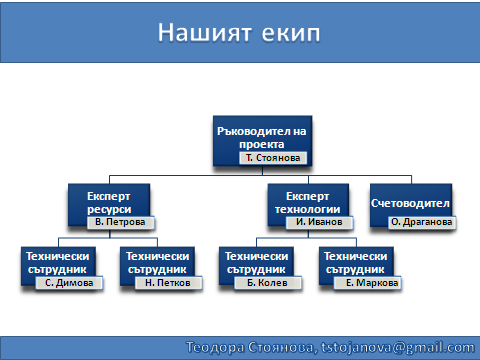 Нашият екип
Ръководител на
проекта
Т. Стоянова
Експерт
ресурси
В. Петрова
Експерт
технологии
И. Иванов
Счетоводител
О. Драганова
Технически
сътрудник
С. Димова
Технически
сътрудник
Н. Петков
Технически
сътрудник
Б. Колев
Технически
сътрудник
Е. Маркова
Теодора Стоянова, tstojanova@gmail.com